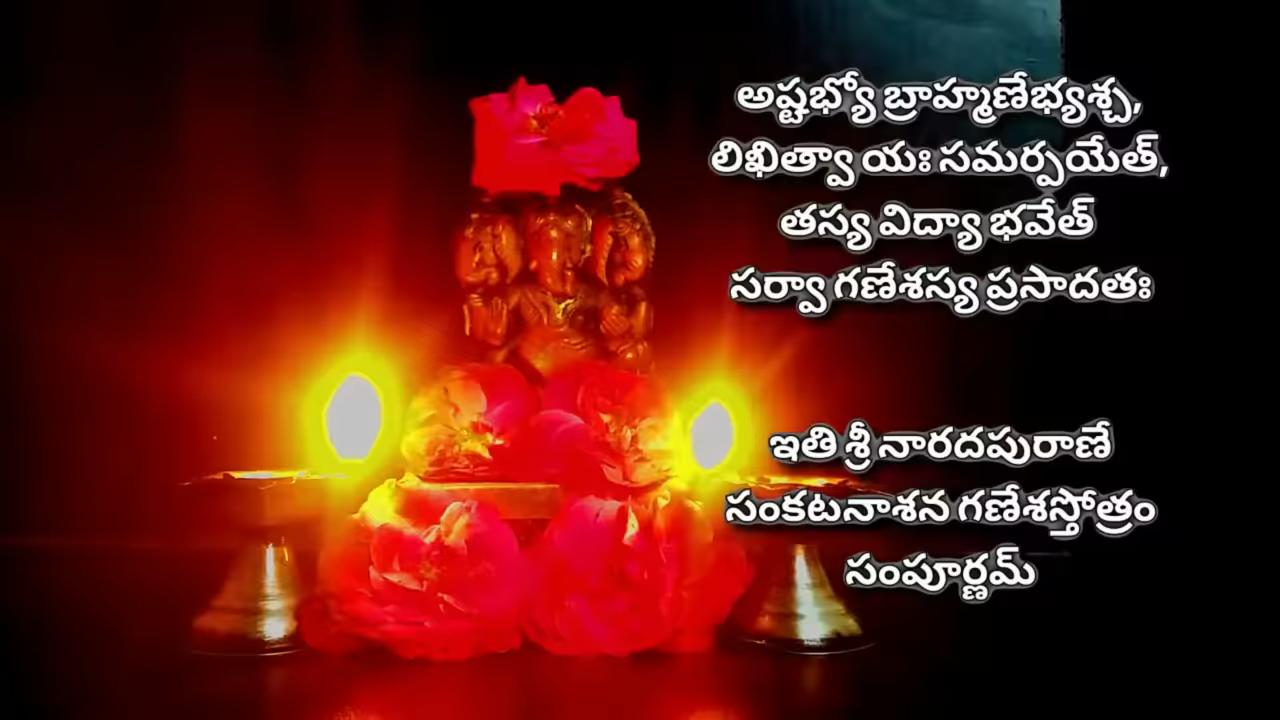 అష్టభ్యో బ్రాహ్మణేభ్యశ్చ,
లిఖిత్వా యః సమర్పయేత్,
తస్య విద్యా భవేత్
సర్వా గణేశస్య ప్రసాదతః
ఇతి శ్రీ నారదపురాణే
సంకటనాశన గణేశస్తోత్రం
సంపూర్ణమ్